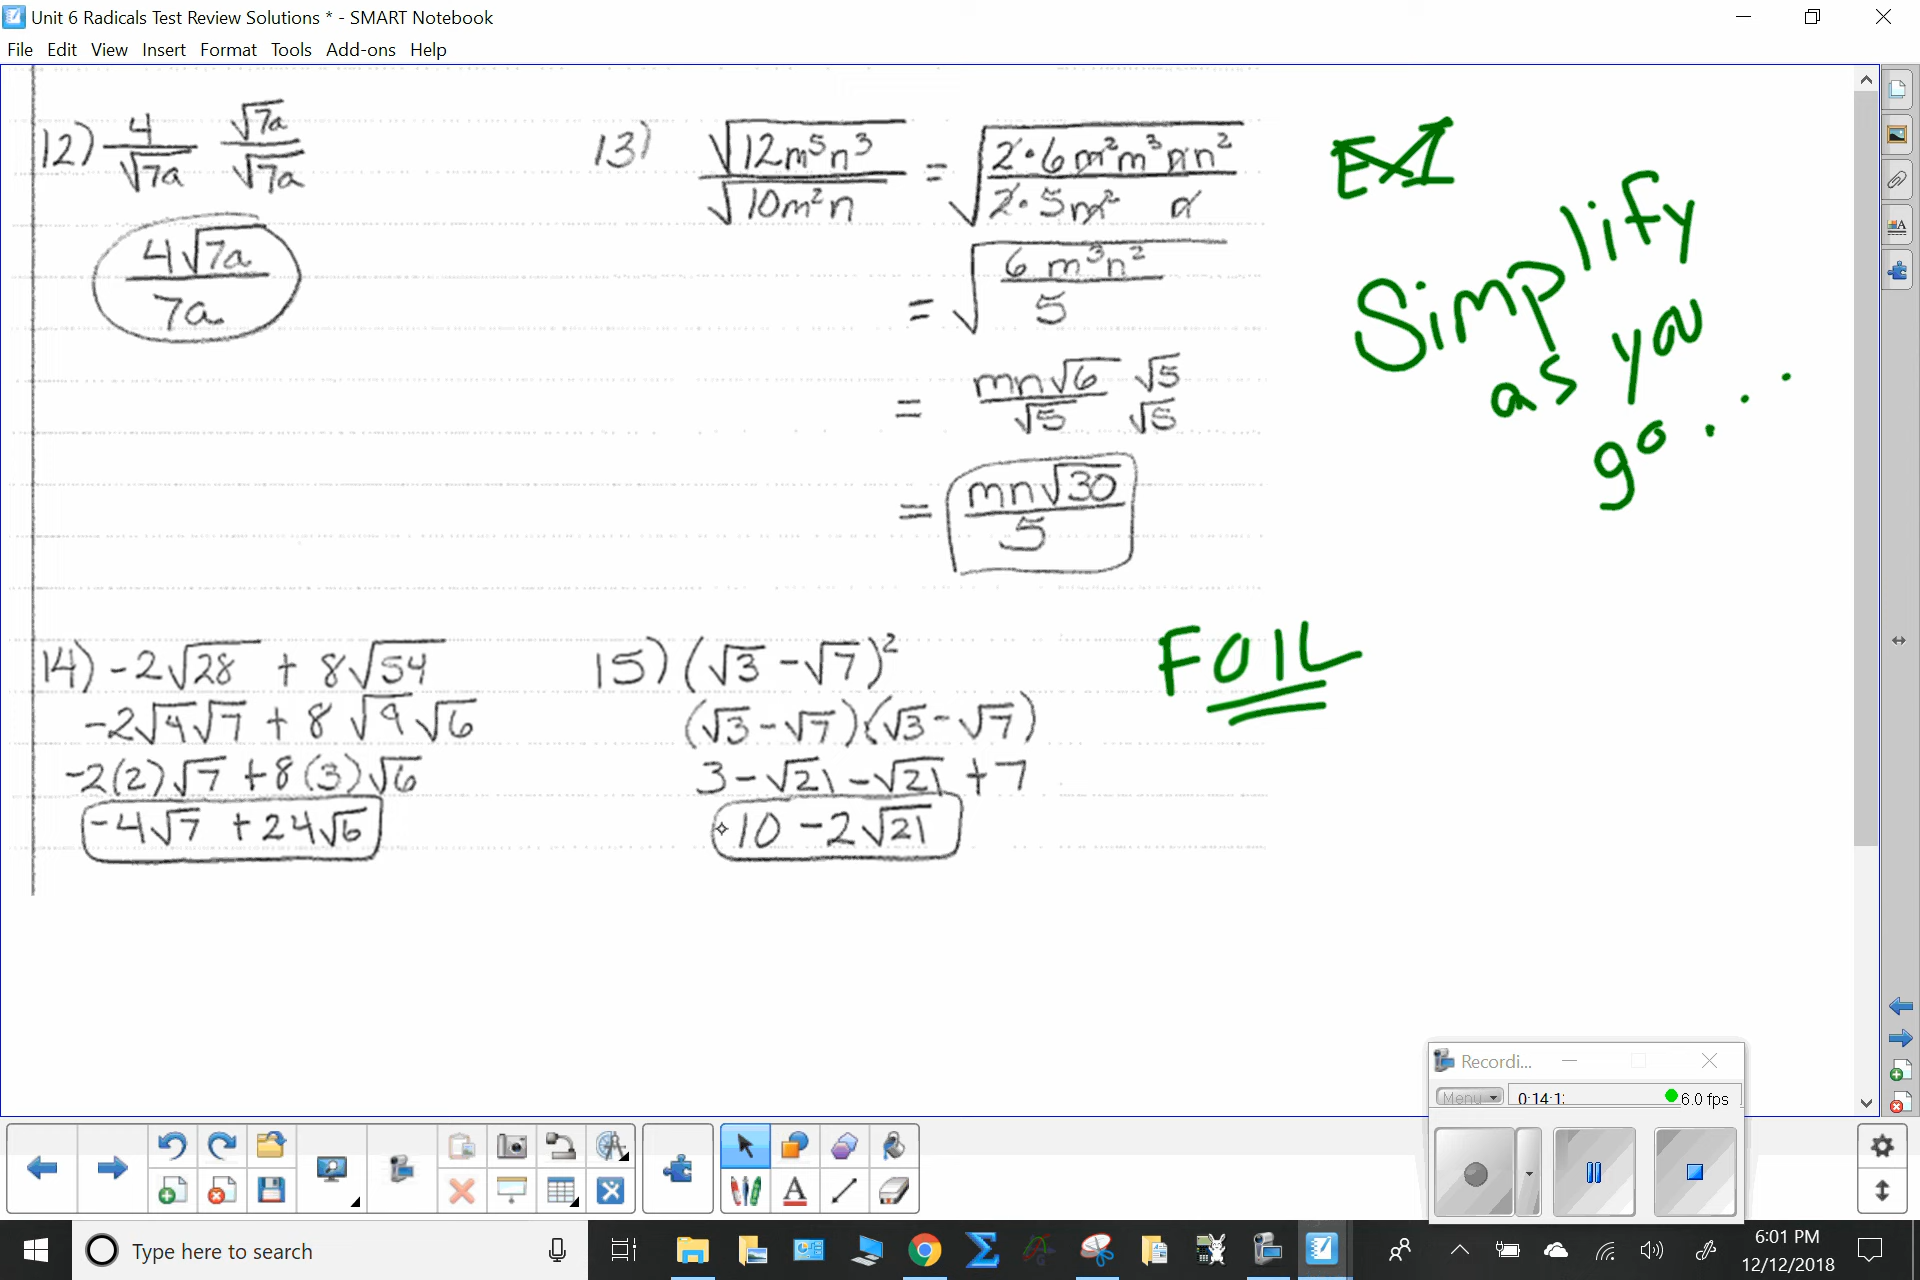 Unit 6 Radicals Test Review Solutions * - SMART Notebook
File Edit View Insert Format Tools Add-ons Help
12) 4/√7a √7a/√7a
4√7a/7a
13) √12m⁵n³/√10m²n = √(2·6m²m³nn²/2·5m² n)
= √(6m³n²/5)
= mn√6/√5 √5/√5
= mn√30/5
EX1
Simplify
as you
go...
14) -2√28 + 8√54
-2√4√7 + 8√9√6
-2(2)√7 + 8(3)√6
-4√7 + 24√6
15) (√3 - √7)²
(√3 - √7)(√3 - √7)
3 - √21 - √21 + 7
10 - 2√21
FOIL
Recordi...
Menu 0:14:1 6.0 fps
Type here to search
6:01 PM
12/12/2018